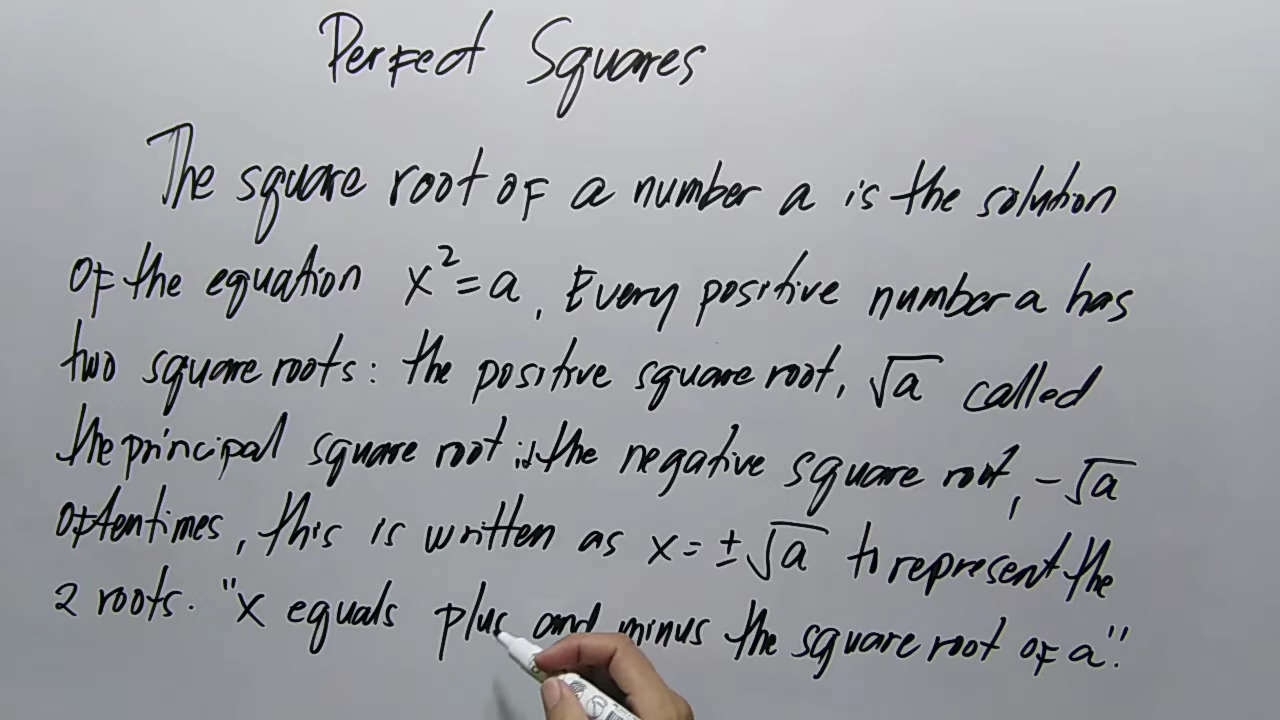 Perfect Squares
The square root of a number a is the solution
of the equation x² = a, Every positive number a has
two square roots: the positive square root, √a called
the principal square root the negative square root, -√a
oftentimes, this is written as x = ±√a to represent the
2 roots. "x equals plus and minus the square root of a".